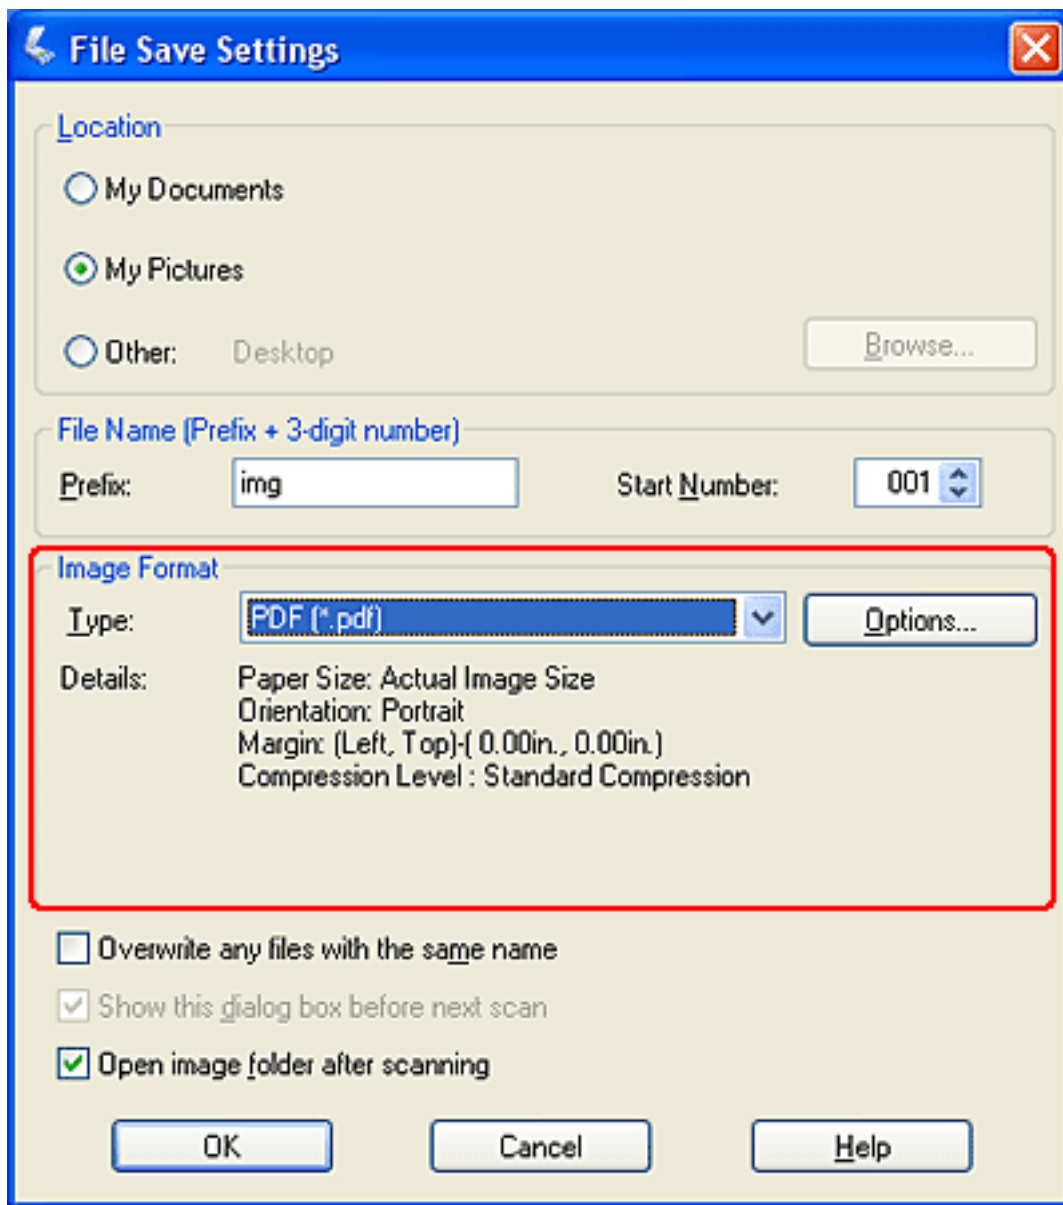 File Save Settings
Location
My Documents
My Pictures
Other: Desktop Browse...
File Name (Prefix + 3-digit number)
Prefix: img Start Number: 001
Image Format
Type: PDF (*.pdf) Options...
Details: Paper Size: Actual Image Size
Orientation: Portrait
Margin: (Left, Top)-( 0.00in., 0.00in.)
Compression Level : Standard Compression
Overwrite any files with the same name
Show this dialog box before next scan
Open image folder after scanning
OK Cancel Help